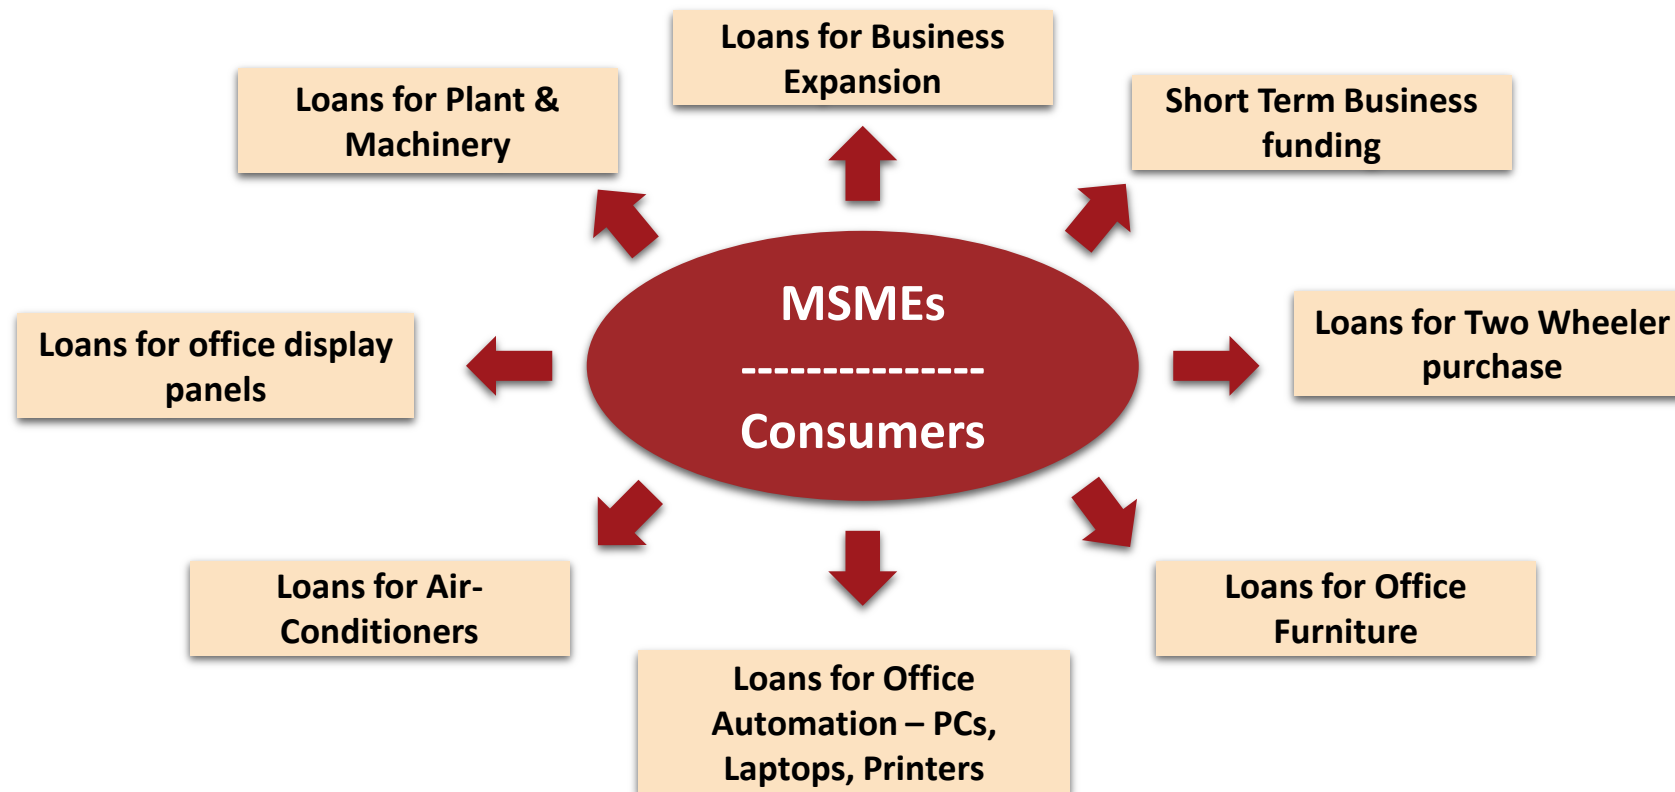 Loans for Business
Expansion
Loans for Plant &
Machinery
Short Term Business
funding
MSMEs
---------------
Consumers
Loans for office display
panels
Loans for Two Wheeler
purchase
Loans for Air-
Conditioners
Loans for Office
Furniture
Loans for Office
Automation – PCs,
Laptops, Printers